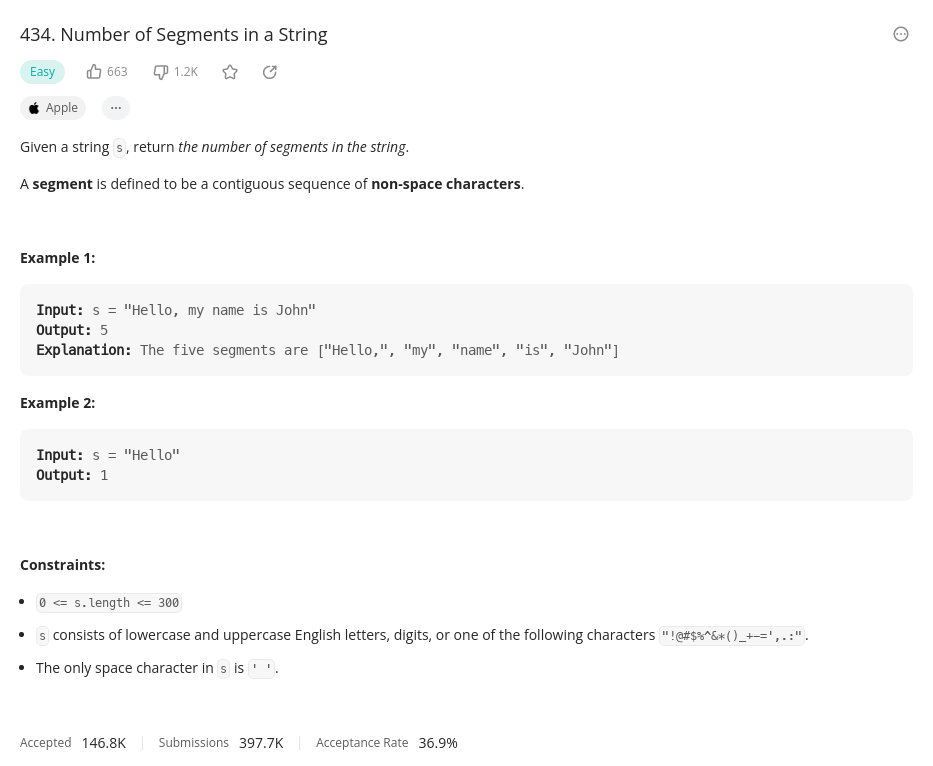 434. Number of Segments in a String
Easy 663 1.2K
Apple ...
Given a string s, return the number of segments in the string.
A segment is defined to be a contiguous sequence of non-space characters.
Example 1:
Input: s = "Hello, my name is John"
Output: 5
Explanation: The five segments are ["Hello,", "my", "name", "is", "John"]
Example 2:
Input: s = "Hello"
Output: 1
Constraints:
• 0 <= s.length <= 300
• s consists of lowercase and uppercase English letters, digits, or one of the following characters "!@#$%^&*()_+-=',.:".
• The only space character in s is ' '.
Accepted 146.8K Submissions 397.7K Acceptance Rate 36.9%